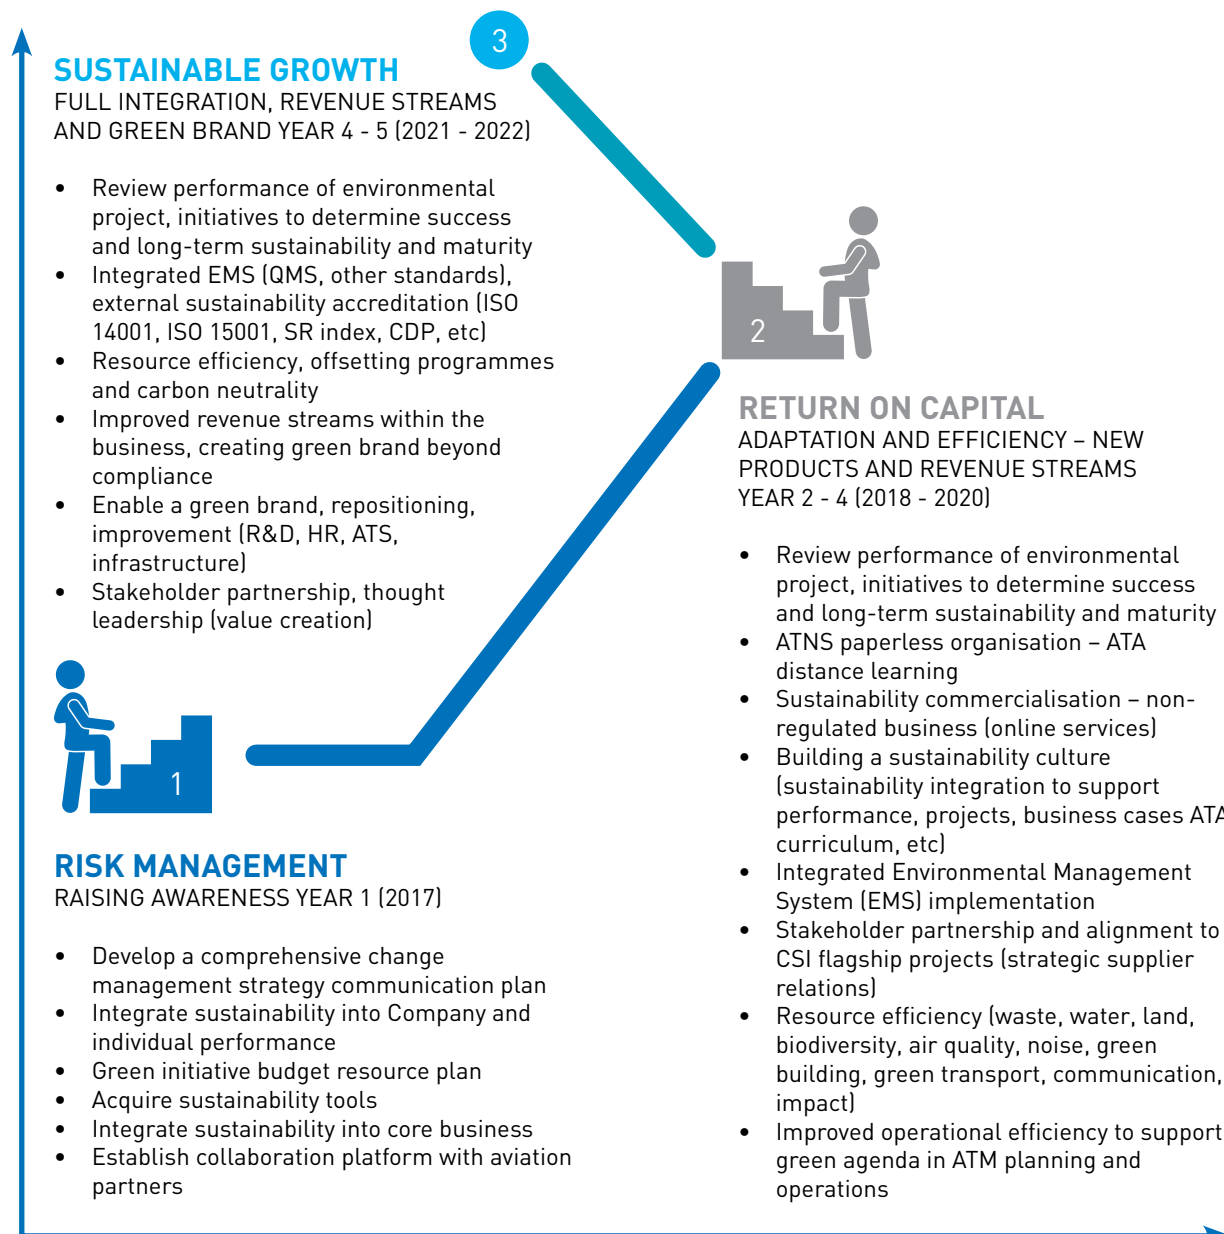 3
SUSTAINABLE GROWTH
FULL INTEGRATION, REVENUE STREAMS
AND GREEN BRAND YEAR 4 - 5 (2021 - 2022)
• Review performance of environmental
project, initiatives to determine success
and long-term sustainability and maturity
• Integrated EMS (QMS, other standards),
external sustainability accreditation (ISO
14001, ISO 15001, SR index, CDP, etc)
• Resource efficiency, offsetting programmes
and carbon neutrality
• Improved revenue streams within the
business, creating green brand beyond
compliance
• Enable a green brand, repositioning,
improvement (R&D, HR, ATS,
infrastructure)
• Stakeholder partnership, thought
leadership (value creation)
2
RETURN ON CAPITAL
ADAPTATION AND EFFICIENCY – NEW
PRODUCTS AND REVENUE STREAMS
YEAR 2 - 4 (2018 - 2020)
• Review performance of environmental
project, initiatives to determine success
and long-term sustainability and maturity
• ATNS paperless organisation – ATA
distance learning
• Sustainability commercialisation – non-
regulated business (online services)
• Building a sustainability culture
(sustainability integration to support
performance, projects, business cases ATA
curriculum, etc)
• Integrated Environmental Management
System (EMS) implementation
• Stakeholder partnership and alignment to
CSI flagship projects (strategic supplier
relations)
• Resource efficiency (waste, water, land,
biodiversity, air quality, noise, green
building, green transport, communication,
impact)
• Improved operational efficiency to support
green agenda in ATM planning and
operations
1
RISK MANAGEMENT
RAISING AWARENESS YEAR 1 (2017)
• Develop a comprehensive change
management strategy communication plan
• Integrate sustainability into Company and
individual performance
• Green initiative budget resource plan
• Acquire sustainability tools
• Integrate sustainability into core business
• Establish collaboration platform with aviation
partners